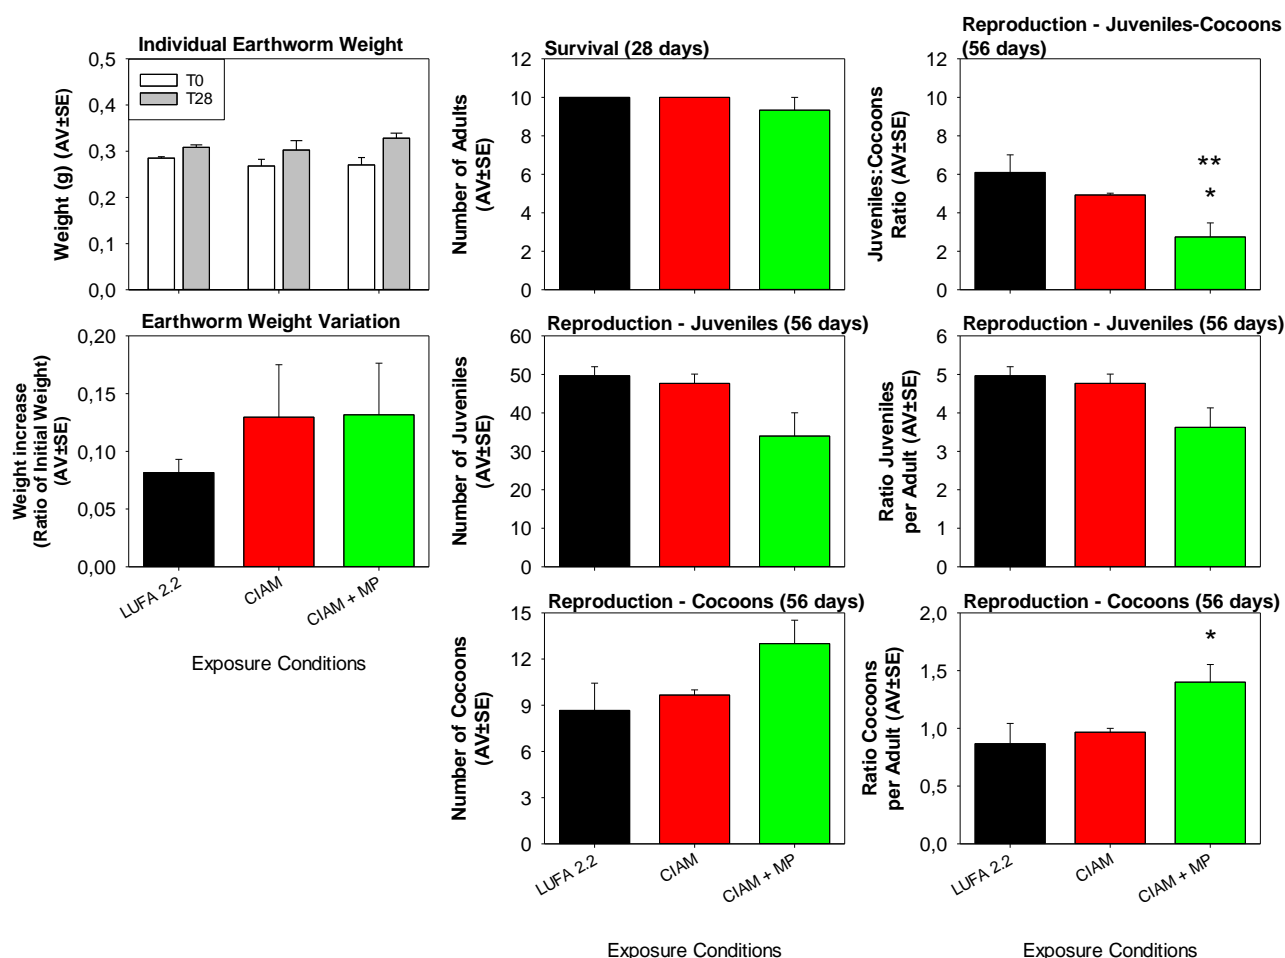 Individual Earthworm Weight
0,5
0,4
0,3
0,2
0,1
0,0
Weight (g) (AV±SE)
T0
T28
Survival (28 days)
12
10
8
6
4
2
0
Number of Adults
(AV±SE)
Reproduction - Juveniles-Cocoons
(56 days)
12
10
8
6
4
2
0
Juveniles:Cocoons
Ratio (AV±SE)
**
*
Earthworm Weight Variation
0,20
0,15
0,10
0,05
0,00
Weight increase
(Ratio of Initial Weight)
(AV±SE)
LUFA 2.2
CIAM
CIAM + MP
Exposure Conditions
Reproduction - Juveniles (56 days)
60
50
40
30
20
10
0
Number of Juveniles
(AV±SE)
Reproduction - Juveniles (56 days)
6
5
4
3
2
1
0
Ratio Juveniles
per Adult (AV±SE)
Reproduction - Cocoons (56 days)
15
12
9
6
3
0
Number of Cocoons
(AV±SE)
LUFA 2.2
CIAM
CIAM + MP
Exposure Conditions
Reproduction - Cocoons (56 days)
2,0
1,5
1,0
0,5
0,0
Ratio Cocoons
per Adult (AV±SE)
*
LUFA 2.2
CIAM
CIAM + MP
Exposure Conditions